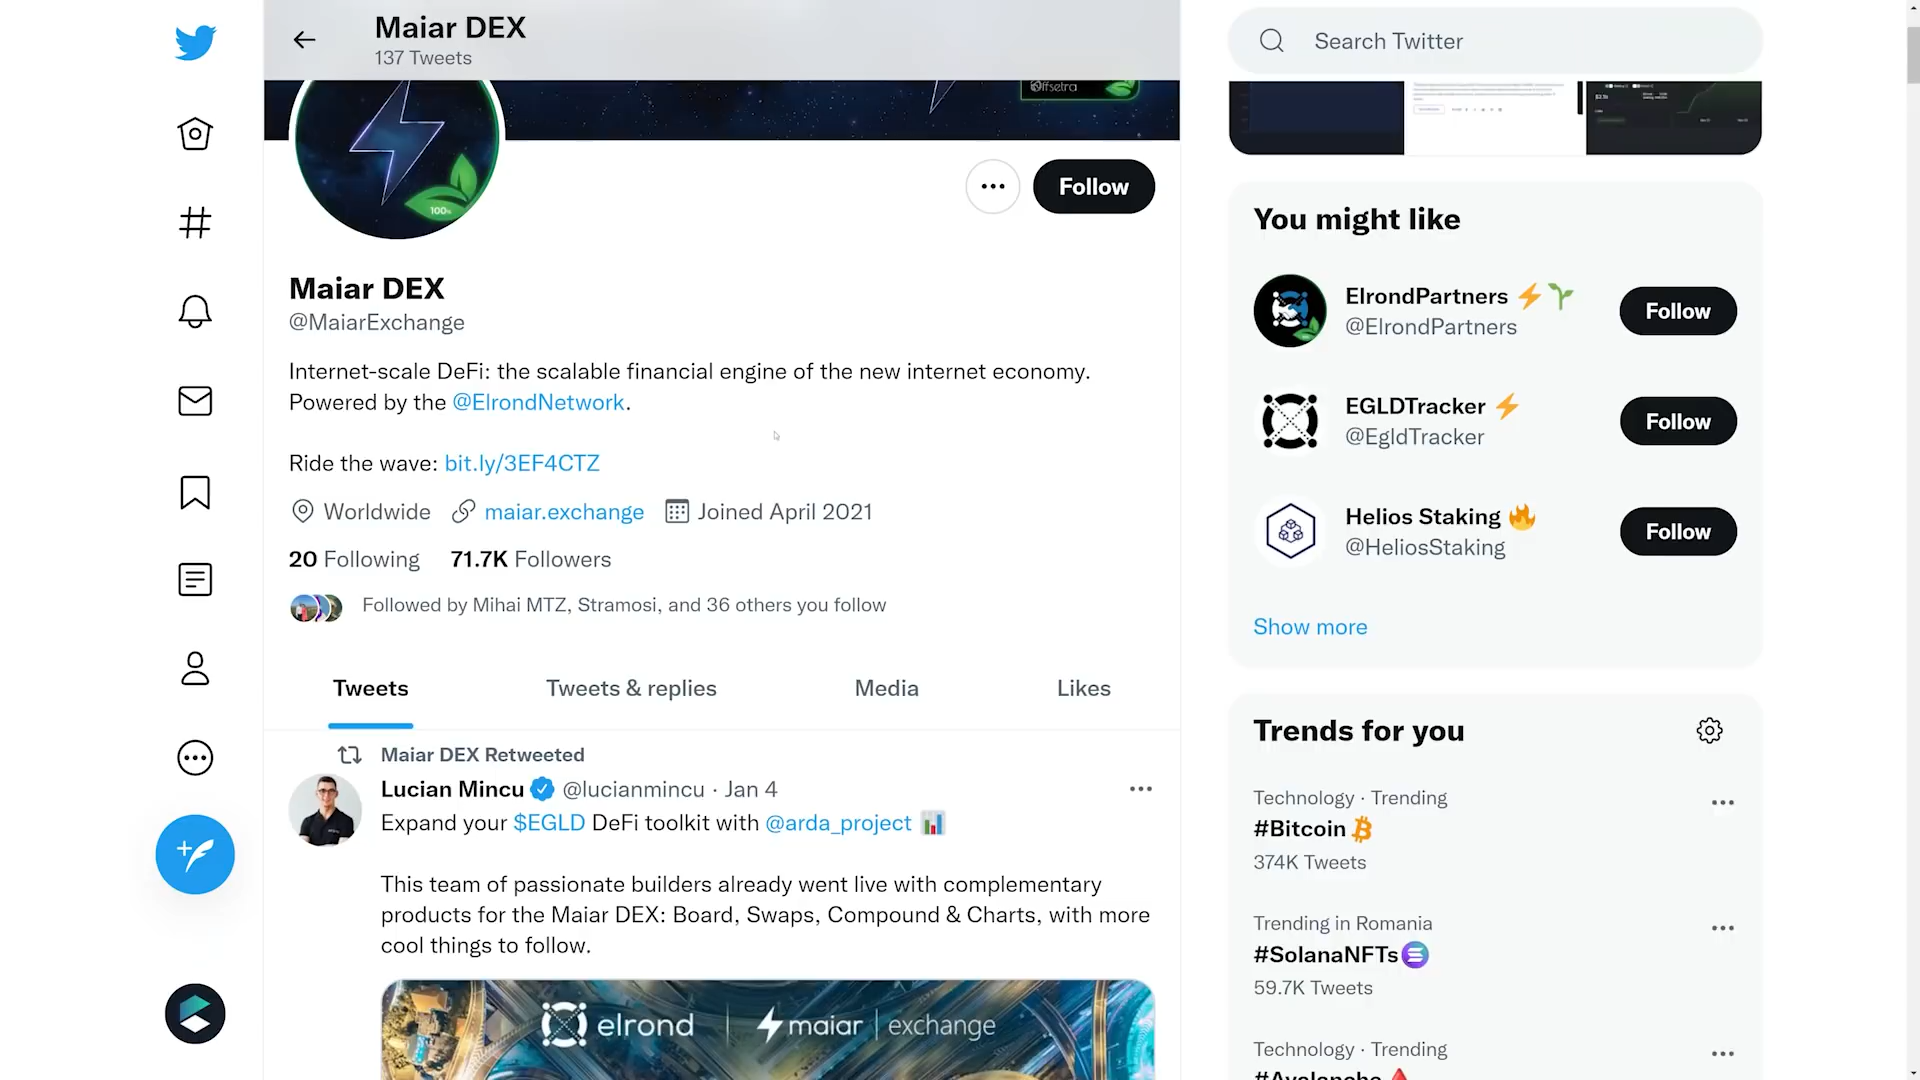 Maiar DEX
137 Tweets
Offsetra
100%
Follow
Maiar DEX
@MaiarExchange
Internet-scale DeFi: the scalable financial engine of the new internet economy.
Powered by the @ElrondNetwork.
Ride the wave: bit.ly/3EF4CTZ
Worldwide maiar.exchange Joined April 2021
20 Following 71.7K Followers
Followed by Mihai MTZ, Stramosi, and 36 others you follow
Tweets Tweets & replies Media Likes
Maiar DEX Retweeted
Lucian Mincu @lucianmincu · Jan 4
Expand your $EGLD DeFi toolkit with @arda_project
This team of passionate builders already went live with complementary
products for the Maiar DEX: Board, Swaps, Compound & Charts, with more
cool things to follow.
elrond | maiar | exchange
Search Twitter
You might like
ElrondPartners
@ElrondPartners
Follow
EGLDTracker
@EgldTracker
Follow
Helios Staking
@HeliosStaking
Follow
Show more
Trends for you
Technology · Trending
#Bitcoin
374K Tweets
Trending in Romania
#SolanaNFTs
59.7K Tweets
Technology · Trending
#Avalanche